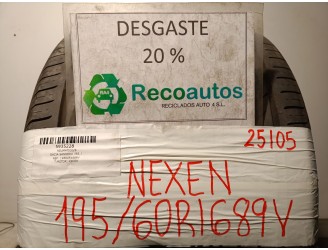 DESGASTE
20 %
Recoautos
RECICLADOS AUTO 4 S.L.
25105
NEXEN
195/60R1689V